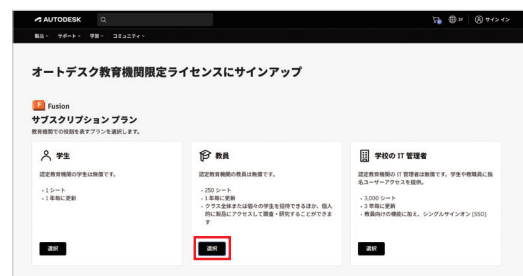 AUTODESK
JP
サインイン
製品 サポート 学習 コミュニティ
オートデスク教育機関限定ライセンスにサインアップ
Fusion
サブスクリプション プラン
教育機関での役割を表すプランを選択します。
学生
認定教育機関の学生は無償です。
・1 シート
・1 年毎に更新
選択
教員
認定教育機関の教員は無償です。
・250 シート
・1 年毎に更新
・クラス全体または個々の学生を招待できるほか、個人
的に製品にアクセスして調査・研究することができま
す
選択
学校の IT 管理者
認定教育機関の IT 管理者は無償です。学生や教職員に指
名ユーザーアクセスを提供。
・3,000 シート
・3 年毎に更新
・教員向けの機能に加え、シングルサインオン (SSO)
選択